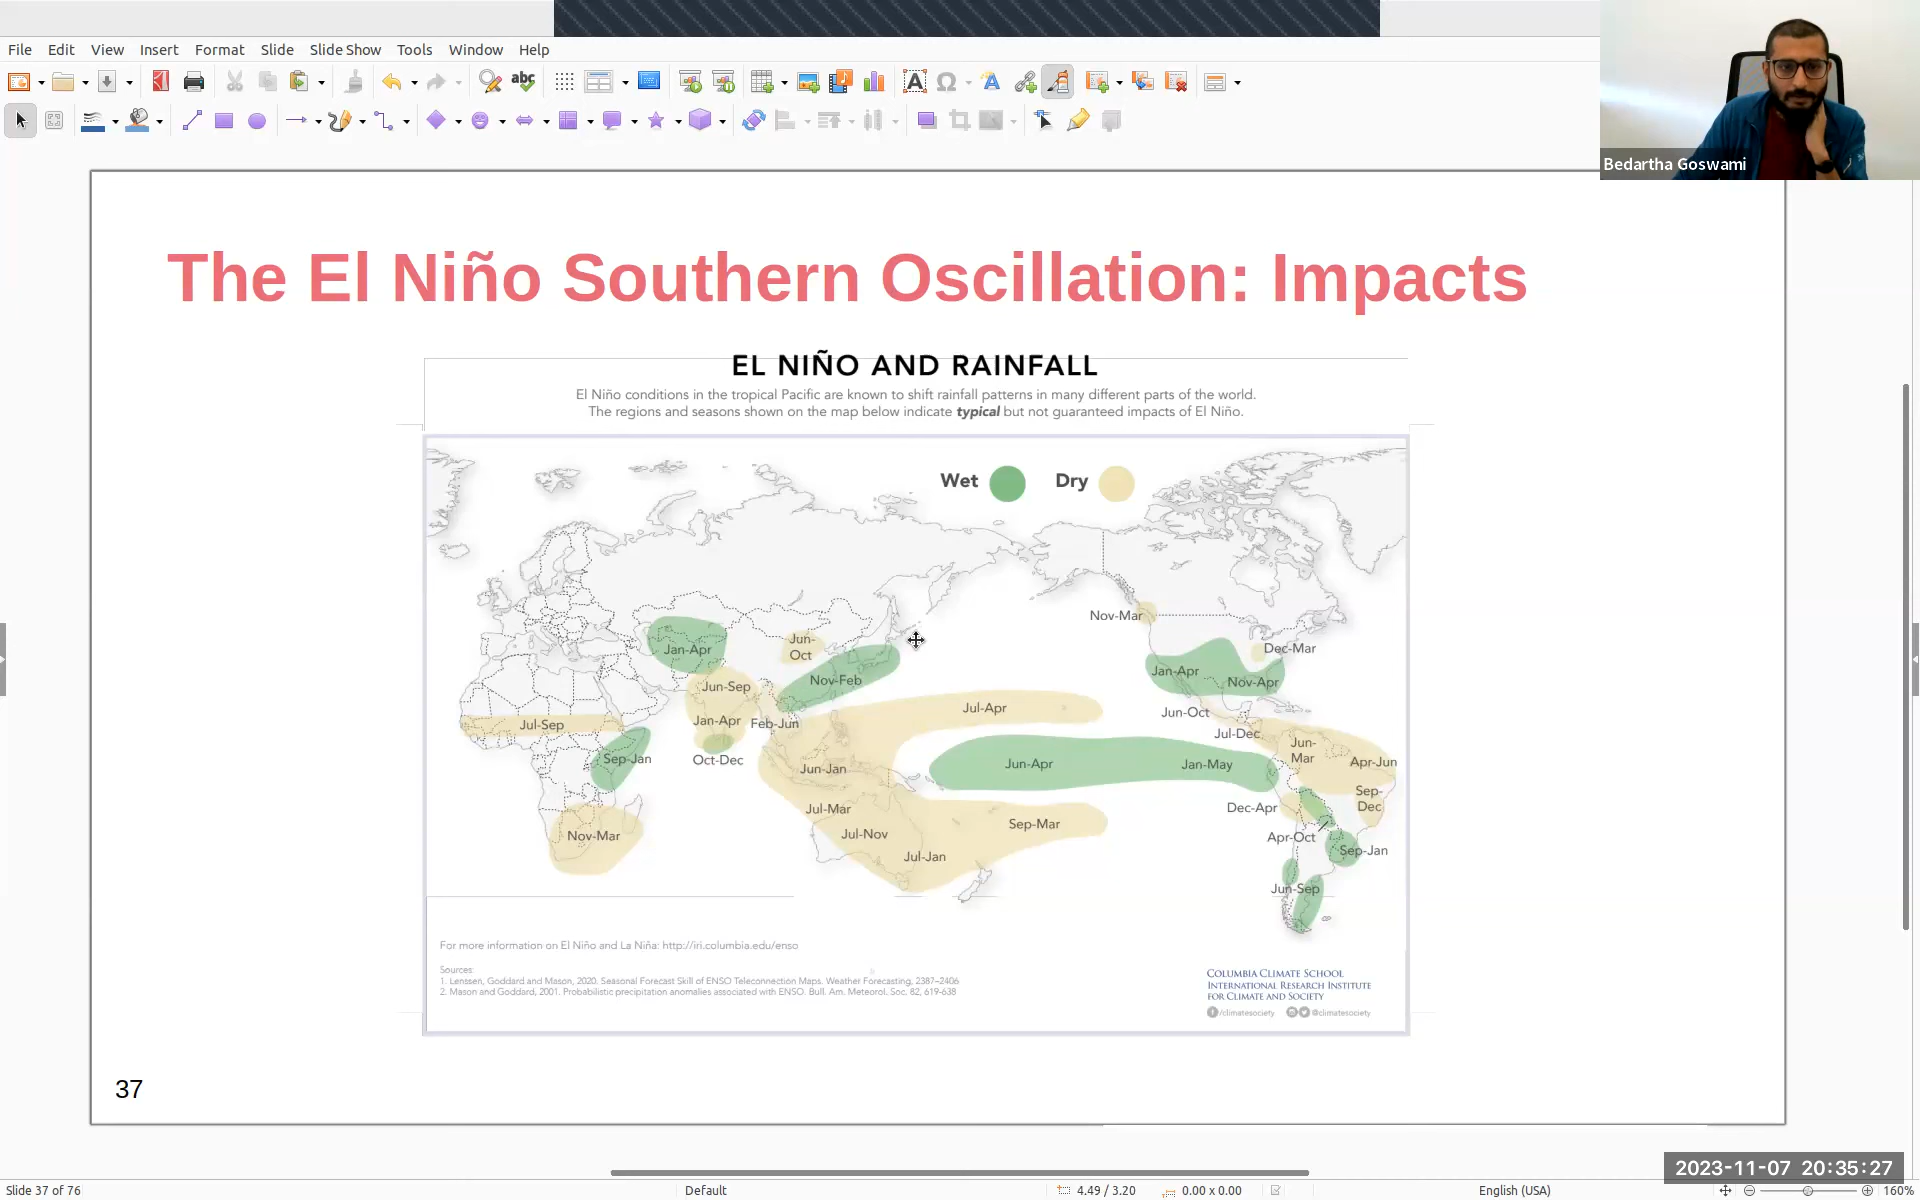 File Edit View Insert Format Slide Slide Show Tools Window Help
Bedartha Goswami
The El Niño Southern Oscillation: Impacts
EL NIÑO AND RAINFALL
El Niño conditions in the tropical Pacific are known to shift rainfall patterns in many different parts of the world.
The regions and seasons shown on the map below indicate typical but not guaranteed impacts of El Niño.
Wet Dry
Nov-Mar
Jun-
Oct
Jan-Apr
Dec-Mar
Nov-Feb
Jan-Apr
Nov-Apr
Jun-Sep
Jul-Apr
Jun-Oct
Jul-Sep
Jan-Apr
Feb-Jun
Jul-Dec
Jun-
Mar
Sep-Jan
Oct-Dec
Jun-Jan
Jun-Apr
Jan-May
Apr-Jun
Sep-
Dec
Jul-Mar
Dec-Apr
Nov-Mar
Jul-Nov
Sep-Mar
Apr-Oct
Jul-Jan
Sep-Jan
Jun-Sep
For more information on El Niño and La Niña: http://iri.columbia.edu/enso
Sources:
1. Lenssen, Goddard and Mason, 2020. Seasonal Forecast Skill of ENSO Teleconnection Maps. Weather Forecasting, 2387–2406
2. Mason and Goddard, 2001. Probabilistic precipitation anomalies associated with ENSO. Bull. Am. Meteorol. Soc. 82, 619-638
COLUMBIA CLIMATE SCHOOL
INTERNATIONAL RESEARCH INSTITUTE
FOR CLIMATE AND SOCIETY
/climatesociety @climatesociety
37
2023-11-07 20:35:27
Slide 37 of 76 Default 4.49 / 3.20 0.00 x 0.00 English (USA) 160%